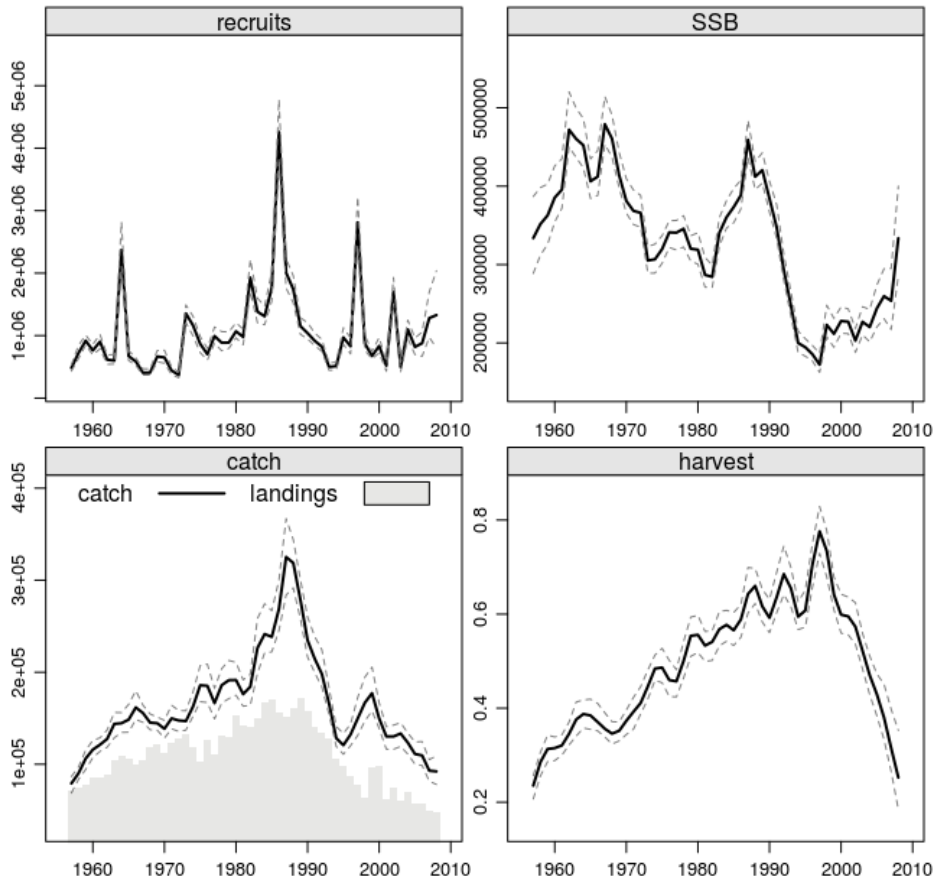 recruits
1e+06 2e+06 3e+06 4e+06 5e+06
1960 1970 1980 1990 2000 2010
SSB
200000 300000 400000 500000
1960 1970 1980 1990 2000 2010
catch
catch landings
1e+05 2e+05 3e+05 4e+05
1960 1970 1980 1990 2000 2010
harvest
0.2 0.4 0.6 0.8
1960 1970 1980 1990 2000 2010